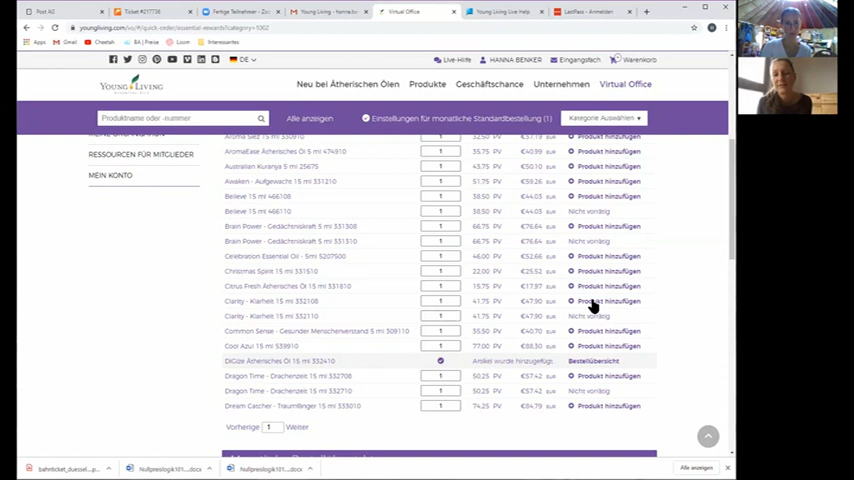 Post AG
Ticket #217736
Fertige Teilnehmer - Zo
Young Living - hanna.b
Virtual Office
Young Living Live Help
LastPass - Anmelden
youngliving.com/vo/#/quick-order/essential-rewards?category=1002
Apps
Gmail
Cheetah
BA | Preise
Loom
Interessantes
DE
Live-Hilfe
HANNA BENKER
Eingangsfach
Warenkorb
YOUNG LIVING
Neu bei Ätherischen Ölen
Produkte
Geschäftschance
Unternehmen
Virtual Office
Produktname oder -nummer
Alle anzeigen
Einstellungen für monatliche Standardbestellung (1)
Kategorie Auswählen
RESSOURCEN FÜR MITGLIEDER
MEIN KONTO
1 32,50 PV €37,19 EUR Produkt hinzufügen
AromaEase Ätherisches Öl 5 ml 474910 1 35,75 PV €40,99 EUR Produkt hinzufügen
Australian Kuranya 5 ml 25675 1 43,75 PV €50,10 EUR Produkt hinzufügen
Awaken - Aufgewacht 15 ml 331210 1 51,75 PV €59,26 EUR Produkt hinzufügen
Believe 15 ml 466108 1 38,50 PV €44,03 EUR Produkt hinzufügen
Believe 15 ml 466110 1 38,50 PV €44,03 EUR Nicht vorrätig
Brain Power - Gedächtniskraft 5 ml 331308 1 66,75 PV €76,64 EUR Produkt hinzufügen
Brain Power - Gedächtniskraft 5 ml 331310 1 66,75 PV €76,64 EUR Nicht vorrätig
Celebration Essential Oil - 5ml 5207500 1 46,00 PV €52,66 EUR Produkt hinzufügen
Christmas Spirit 15 ml 331510 1 22,00 PV €25,52 EUR Produkt hinzufügen
Citrus Fresh Ätherisches Öl 15 ml 331810 1 15,75 PV €17,97 EUR Produkt hinzufügen
Clarity - Klarheit 15 ml 332108 1 41,75 PV €47,90 EUR Produkt hinzufügen
Clarity - Klarheit 15 ml 332110 1 41,75 PV €47,90 EUR Nicht vorrätig
Common Sense - Gesunder Menschenverstand 5 ml 309110 1 35,50 PV €40,70 EUR Produkt hinzufügen
Cool Azul 15 ml 539910 1 77,00 PV €88,30 EUR Produkt hinzufügen
DiGize Ätherisches Öl 15 ml 332410 Artikel wurde hinzugefügt. Bestellübersicht
Dragon Time - Drachenzeit 15 ml 332708 1 50,25 PV €57,42 EUR Produkt hinzufügen
Dragon Time - Drachenzeit 15 ml 332710 1 50,25 PV €57,42 EUR Nicht vorrätig
Dream Catcher - Traumfänger 15 ml 333010 1 74,25 PV €84,79 EUR Produkt hinzufügen
Vorherige 1 Weiter
bahnticket_duessel....p...
Nullpreislogik101....docx
Nullpreislogik101....docx
Alle anzeigen